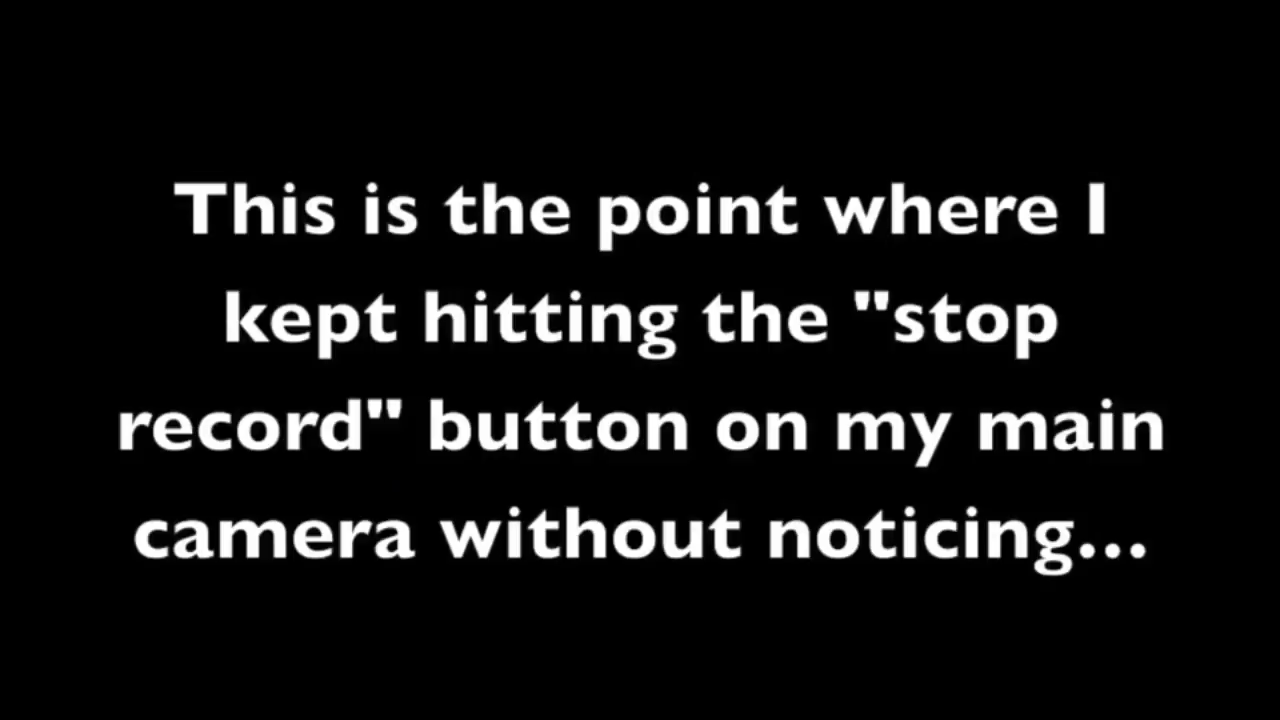 This is the point where I
kept hitting the "stop
record" button on my main
camera without noticing...